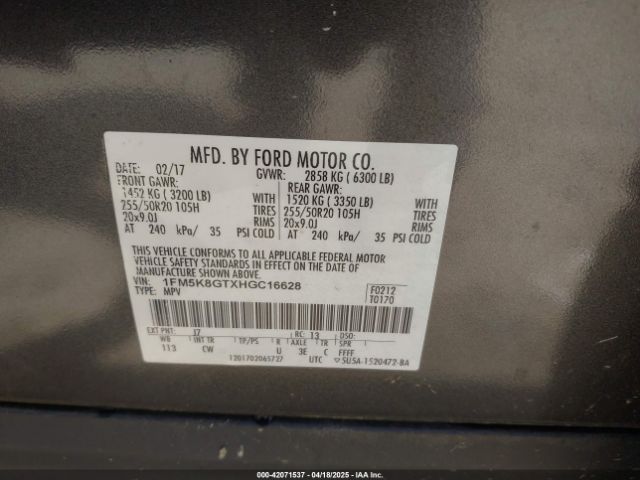 MFD. BY FORD MOTOR CO.
DATE: 02/17 GVWR: 2858 KG ( 6300 LB)
FRONT GAWR: REAR GAWR:
1452 KG ( 3200 LB) 1520 KG ( 3350 LB)
255/50R20 105H TIRES 255/50R20 105H TIRES
20x9.0J RIMS 20x9.0J RIMS
AT 240 kPa/ 35 PSI COLD AT 240 kPa/ 35 PSI COLD
THIS VEHICLE CONFORMS TO ALL APPLICABLE FEDERAL MOTOR
VEHICLE SAFETY STANDARDS IN EFFECT ON THE DATE OF
MANUFACTURE SHOWN ABOVE.
VIN: 1FM5K8GTXHGC16628 F0212
TYPE: MPV T0170
EXT PNT: J7 RC: 13 DSO:
WB INT TR TP/PS R AXLE TR SPR
113 CW U 3E C FFFF
1201702065727 UTC SU5A-1520472-BA
000-42071537 - 04/18/2025 - IAA Inc.